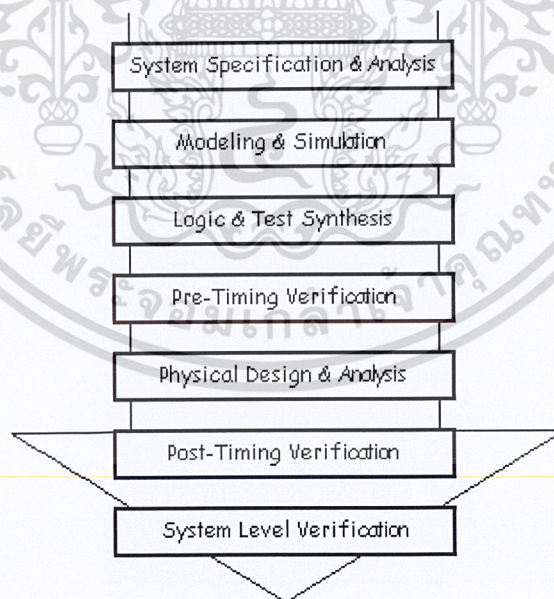 System Specification & Analysis
Modeling & Simulation
Logic & Test Synthesis
Pre-Timing Verification
Physical Design & Analysis
Post-Timing Verification
System Level Verification